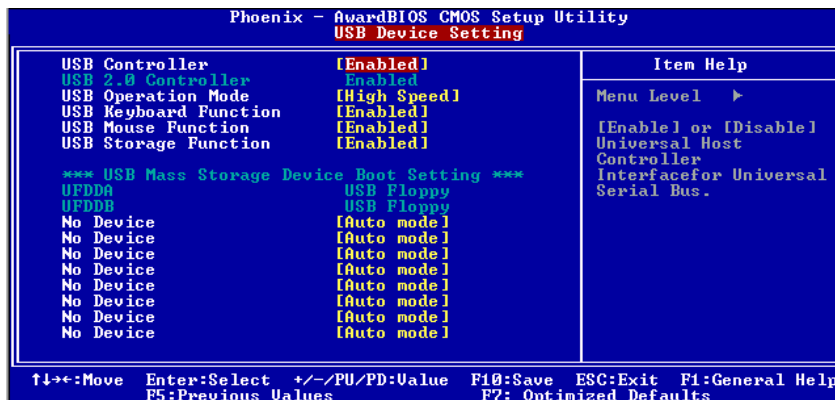 Phoenix - AwardBIOS CMOS Setup Utility
USB Device Setting
USB Controller [Enabled]
USB 2.0 Controller Enabled
USB Operation Mode [High Speed]
USB Keyboard Function [Enabled]
USB Mouse Function [Enabled]
USB Storage Function [Enabled]
*** USB Mass Storage Device Boot Setting ***
UFDDA USB Floppy
UFDDB USB Floppy
No Device [Auto mode]
No Device [Auto mode]
No Device [Auto mode]
No Device [Auto mode]
No Device [Auto mode]
No Device [Auto mode]
No Device [Auto mode]
No Device [Auto mode]
Item Help
Menu Level ►
[Enable] or [Disable]
Universal Host
Controller
Interfacefor Universal
Serial Bus.
↑↓→←:Move Enter:Select +/-/PU/PD:Value F10:Save ESC:Exit F1:General Help
F5:Previous Values F7: Optimized Defaults